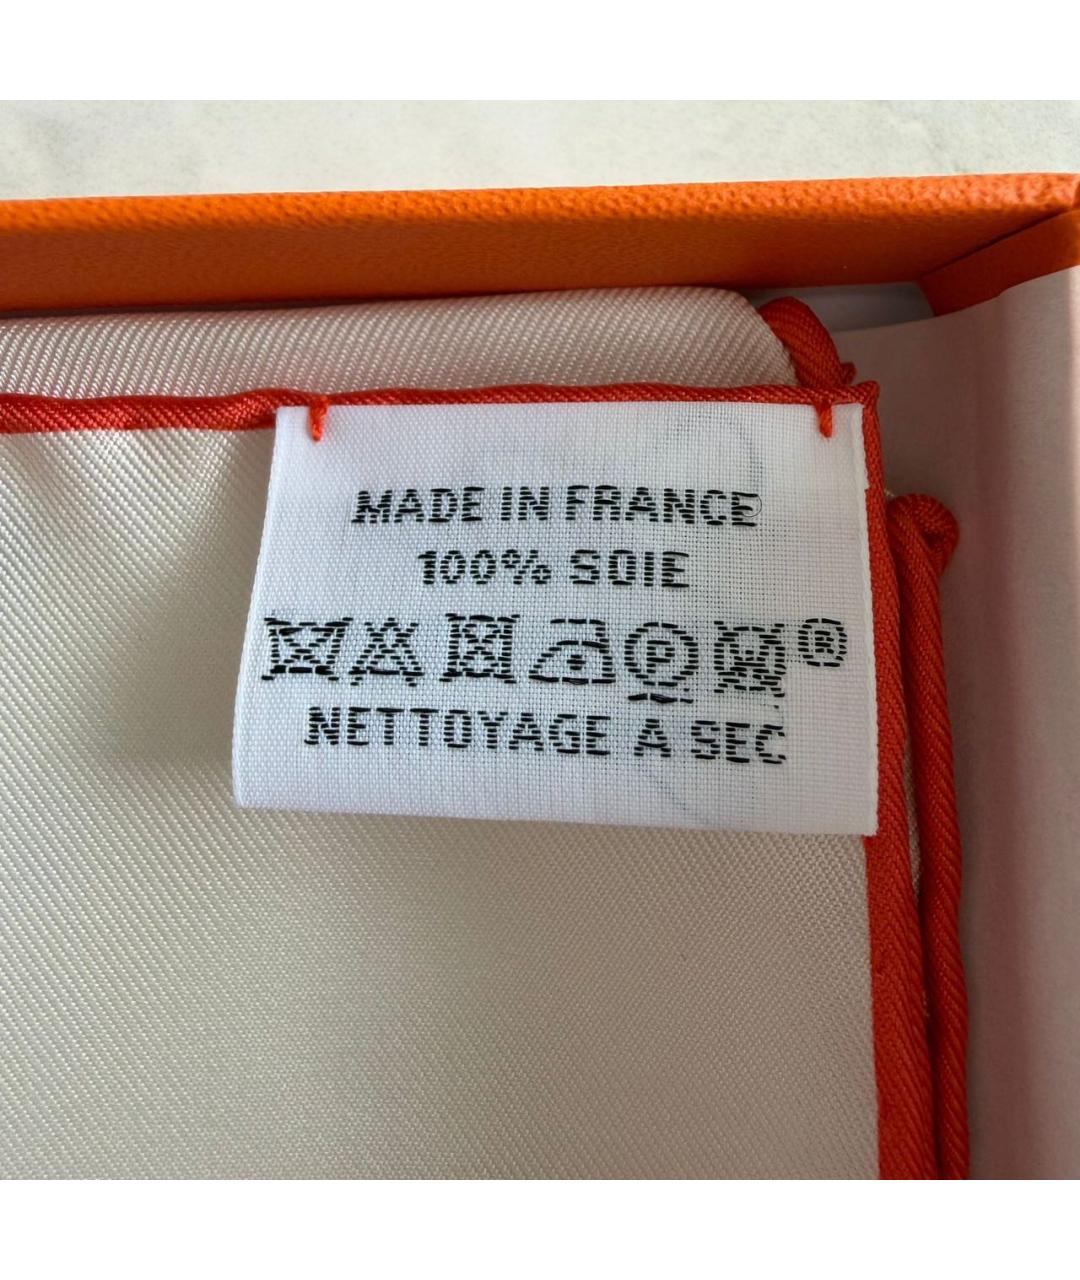 MADE IN FRANCE
100% SOIE
P W ®
NETTOYAGE A SEC